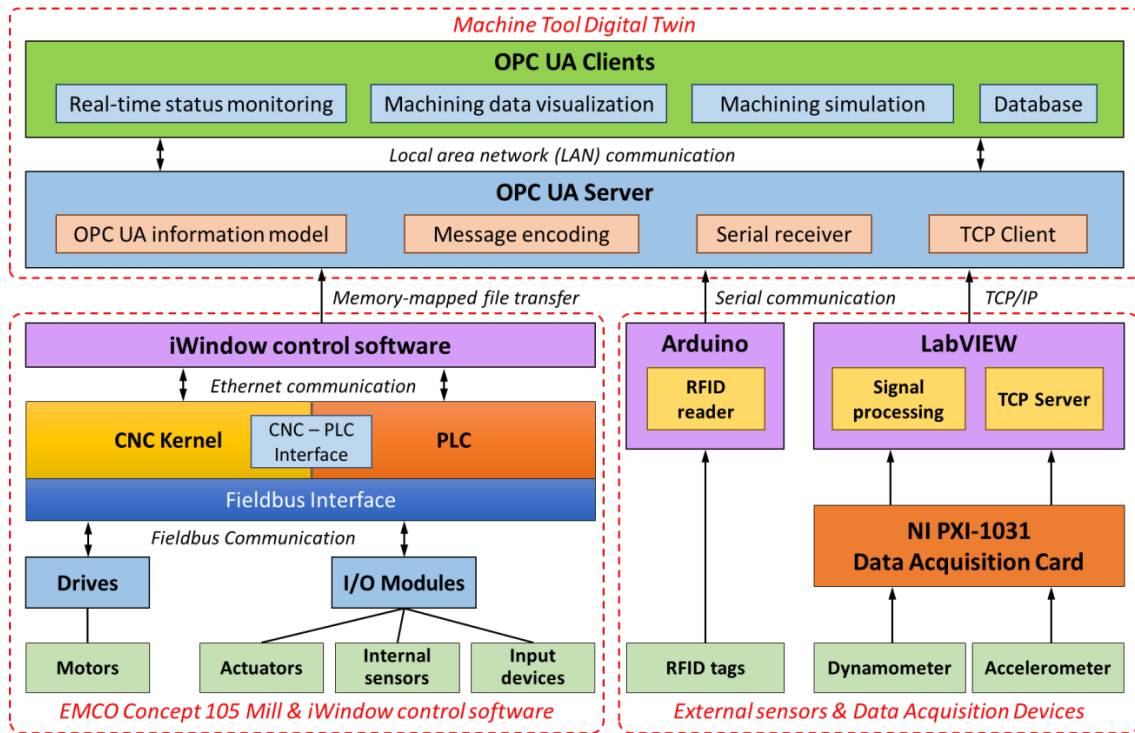 Machine Tool Digital Twin
OPC UA Clients
Real-time status monitoring
Machining data visualization
Machining simulation
Database
Local area network (LAN) communication
OPC UA Server
OPC UA information model
Message encoding
Serial receiver
TCP Client
Memory-mapped file transfer
Serial communication
TCP/IP
iWindow control software
Ethernet communication
CNC Kernel
CNC – PLC
Interface
PLC
Fieldbus Interface
Fieldbus Communication
Drives
I/O Modules
Motors
Actuators
Internal
sensors
Input
devices
EMCO Concept 105 Mill & iWindow control software
Arduino
RFID
reader
LabVIEW
Signal
processing
TCP Server
NI PXI-1031
Data Acquisition Card
RFID tags
Dynamometer
Accelerometer
External sensors & Data Acquisition Devices